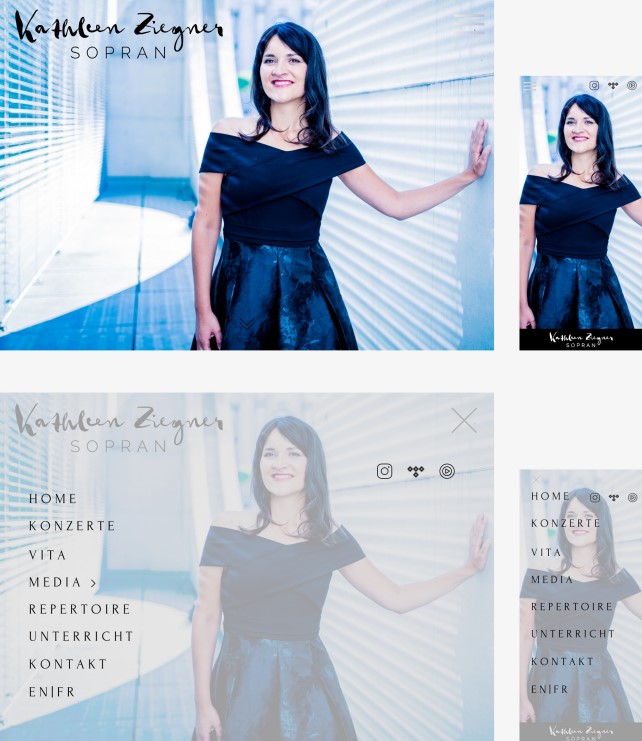 Kathleen Ziegner
SOPRAN
Kathleen Ziegner
SOPRAN
Kathleen Ziegner
SOPRAN
HOME
KONZERTE
VITA
MEDIA >
REPERTOIRE
UNTERRICHT
KONTAKT
EN|FR
HOME
KONZERTE
VITA
MEDIA
REPERTOIRE
UNTERRICHT
KONTAKT
EN|FR
Kathleen Ziegner
SOPRAN